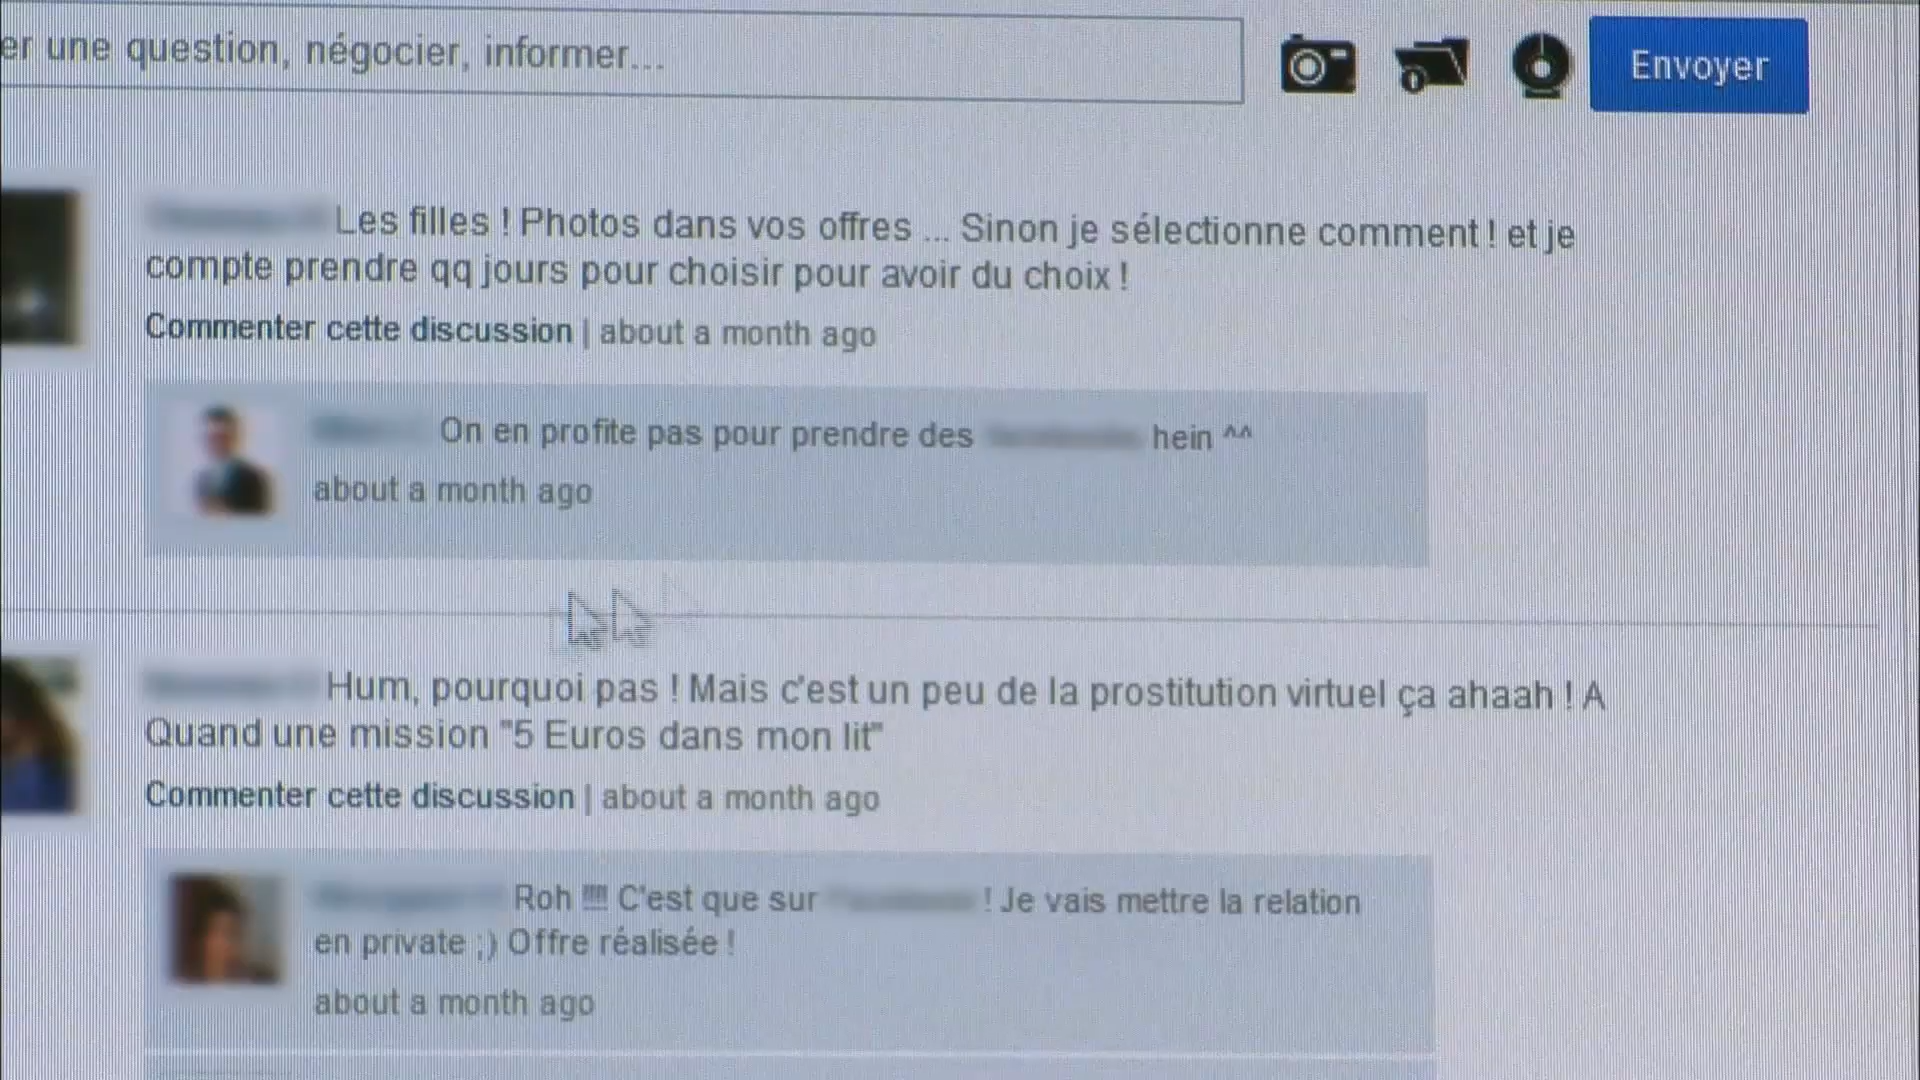 er une question, négocier, informer...
Envoyer
Les filles ! Photos dans vos offres ... Sinon je sélectionne comment ! et je
compte prendre qq jours pour choisir pour avoir du choix !
Commenter cette discussion | about a month ago
On en profite pas pour prendre des hein ^^
about a month ago
Hum, pourquoi pas ! Mais c'est un peu de la prostitution virtuel ça ahaah ! A
Quand une mission "5 Euros dans mon lit"
Commenter cette discussion | about a month ago
Roh !!!! C'est que sur ! Je vais mettre la relation
en private ;) Offre réalisée !
about a month ago